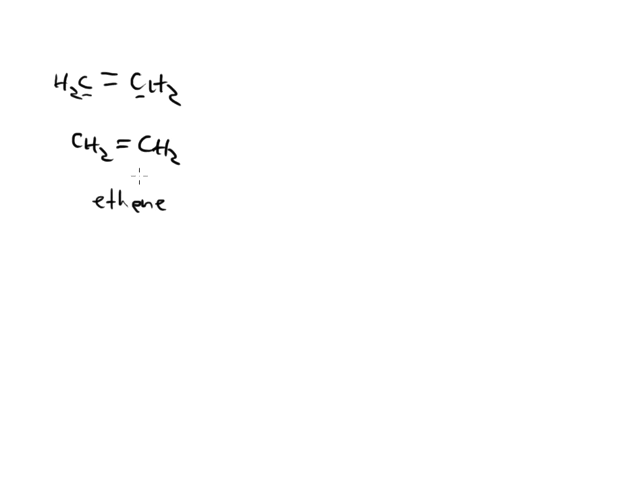 H₂C = CH₂
CH₂ = CH₂
ethene